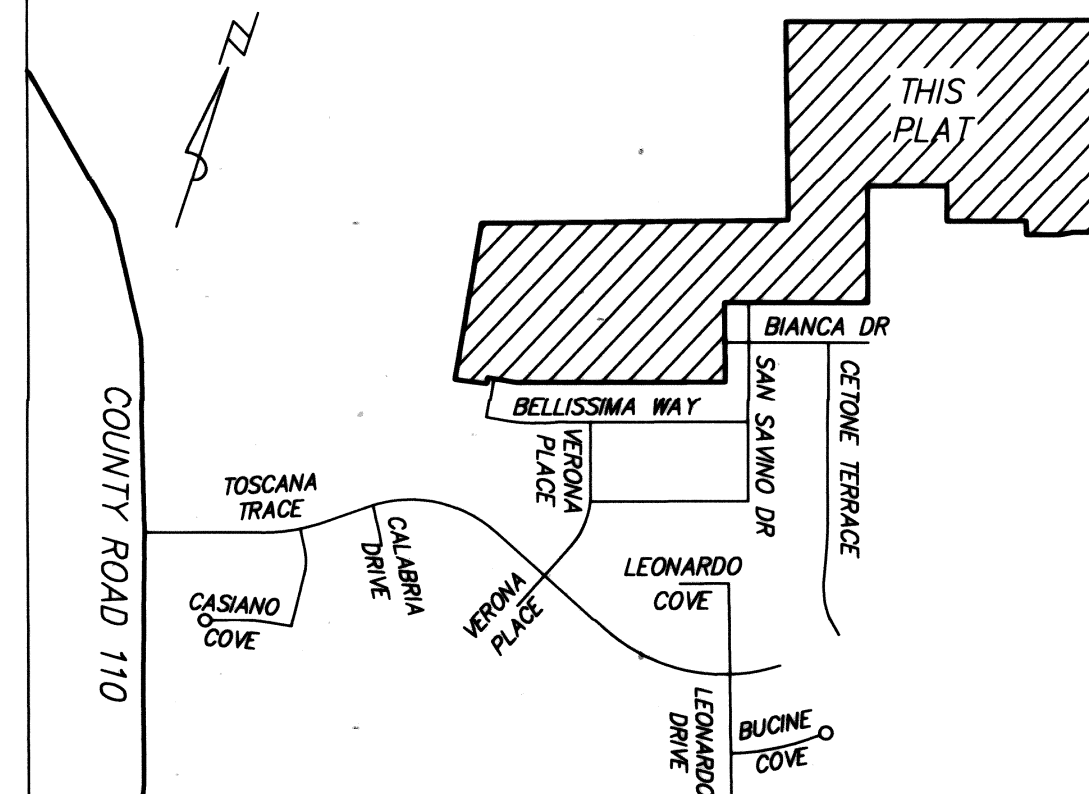 N
THIS
PLAT
BIANCA DR
SAN SAVINO DR
CETONE TERRACE
BELLISSIMA WAY
VERONA
PLACE
COUNTY ROAD 110
TOSCANA
TRACE
CALABRIA
DRIVE
CASIANO
COVE
VERONA
PLACE
LEONARDO
COVE
LEONARDO
DRIVE
BUCINE
COVE